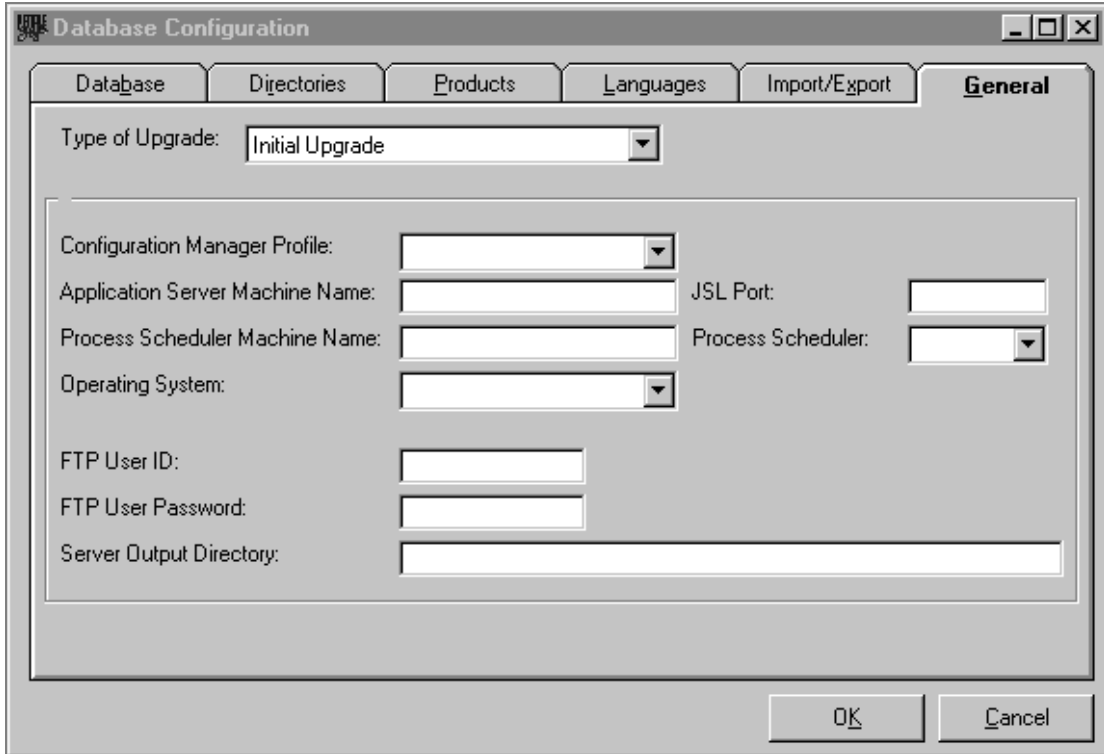 Database Configuration
Database Directories Products Languages Import/Export General
Type of Upgrade: Initial Upgrade
Configuration Manager Profile:
Application Server Machine Name: JSL Port:
Process Scheduler Machine Name: Process Scheduler:
Operating System:
FTP User ID:
FTP User Password:
Server Output Directory:
OK Cancel